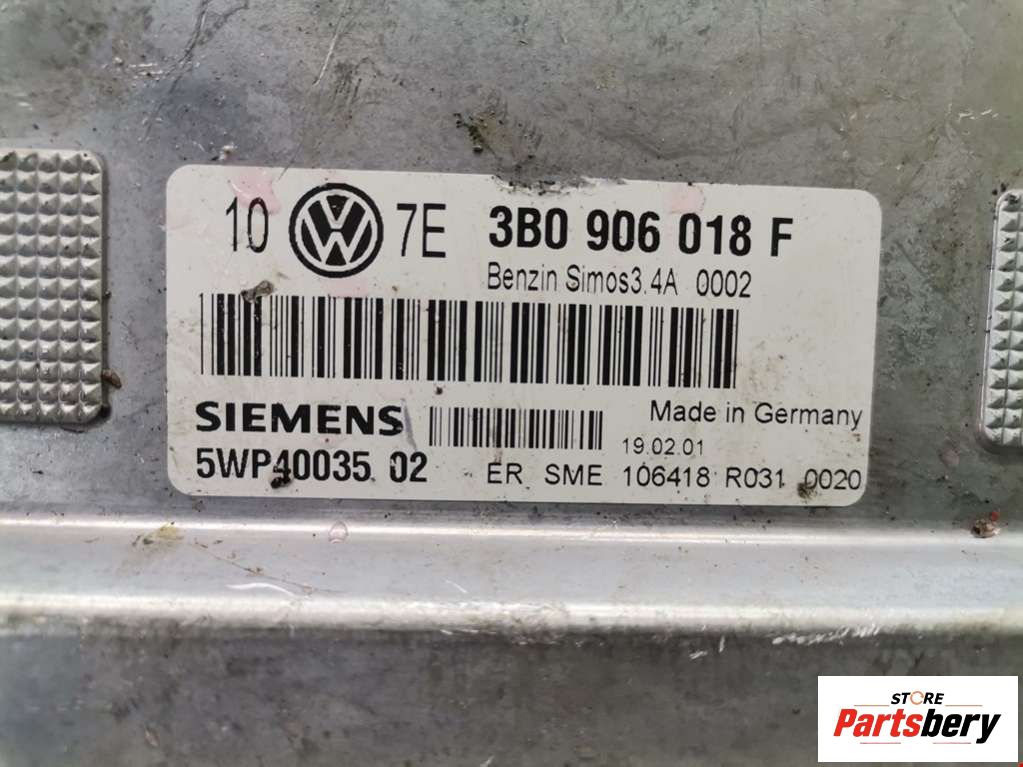 10 VW 7E 3B0 906 018 F
Benzin Simos3.4A 0002
SIEMENS
Made in Germany
19.02.01
5WP40035 02
ER SME 106418 R031 0020
STORE
Partsbery